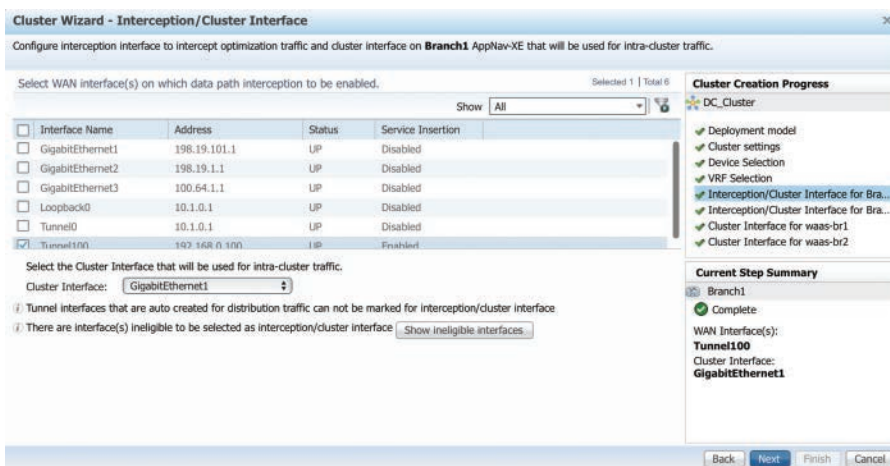 Cluster Wizard - Interception/Cluster Interface
Configure interception interface to intercept optimization traffic and cluster interface on Branch1 AppNav-XE that will be used for intra-cluster traffic.
Select WAN interface(s) on which data path interception to be enabled.
Selected 1 | Total 6
Show All
Interface Name Address Status Service Insertion
GigabitEthernet1 198.19.101.1 UP Disabled
GigabitEthernet2 198.19.1.1 UP Disabled
GigabitEthernet3 100.64.1.1 UP Disabled
Loopback0 10.1.0.1 UP Disabled
Tunnel0 10.1.0.1 UP Disabled
Tunnel100 192.168.0.100 UP Enabled
Select the Cluster Interface that will be used for intra-cluster traffic.
Cluster Interface: GigabitEthernet1
Tunnel interfaces that are auto created for distribution traffic can not be marked for interception/cluster interface
There are interface(s) ineligible to be selected as interception/cluster interface Show ineligible interfaces
Cluster Creation Progress
DC_Cluster
Deployment model
Cluster settings
Device Selection
VRF Selection
Interception/Cluster Interface for Bra...
Interception/Cluster Interface for Bra...
Cluster Interface for waas-br1
Cluster Interface for waas-br2
Current Step Summary
Branch1
Complete
WAN Interface(s):
Tunnel100
Cluster Interface:
GigabitEthernet1
Back Next Finish Cancel